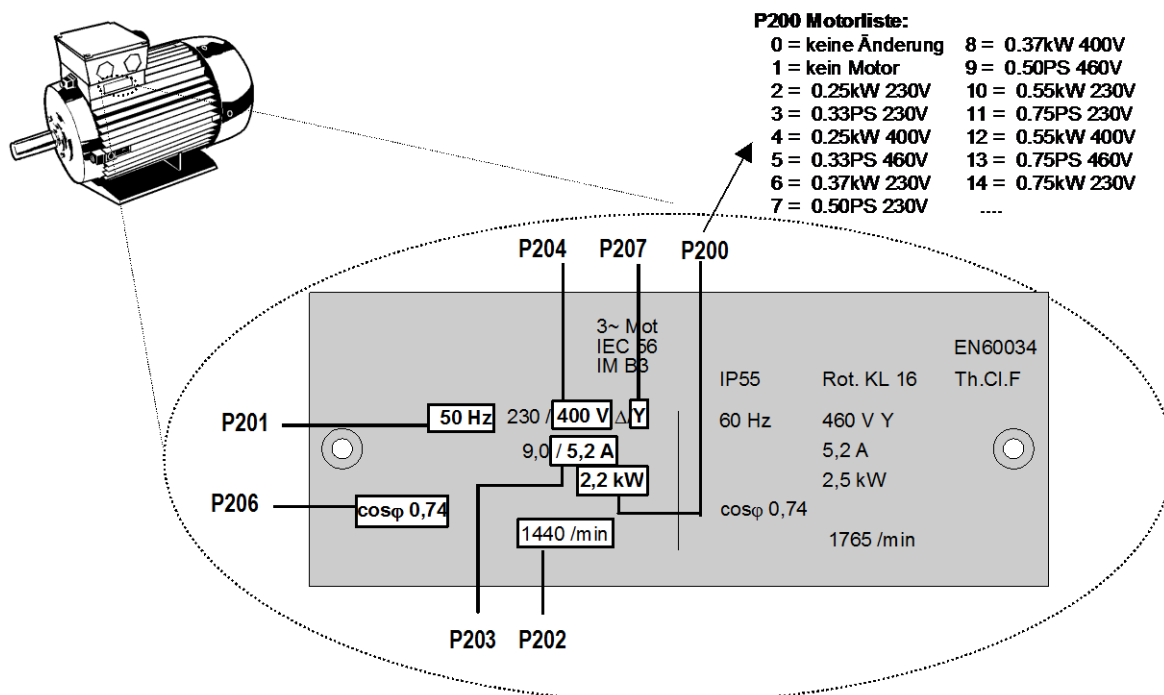 P200 Motorliste:
0 = keine Änderung
1 = kein Motor
2 = 0.25kW 230V
3 = 0.33PS 230V
4 = 0.25kW 400V
5 = 0.33PS 460V
6 = 0.37kW 230V
7 = 0.50PS 230V
8 = 0.37kW 400V
9 = 0.50PS 460V
10 = 0.55kW 230V
11 = 0.75PS 230V
12 = 0.55kW 400V
13 = 0.75PS 460V
14 = 0.75kW 230V
....
P204 P207 P200
3~ Mot
IEC 56
IM B3
EN60034
IP55 Rot. KL 16 Th.Cl.F
P201
50 Hz 230 / 400 V Δ/Y
60 Hz 460 V Y
9,0 / 5,2 A
5,2 A
2,2 kW
2,5 kW
P206
cosφ 0,74
cosφ 0,74
1440 /min
1765 /min
P203 P202